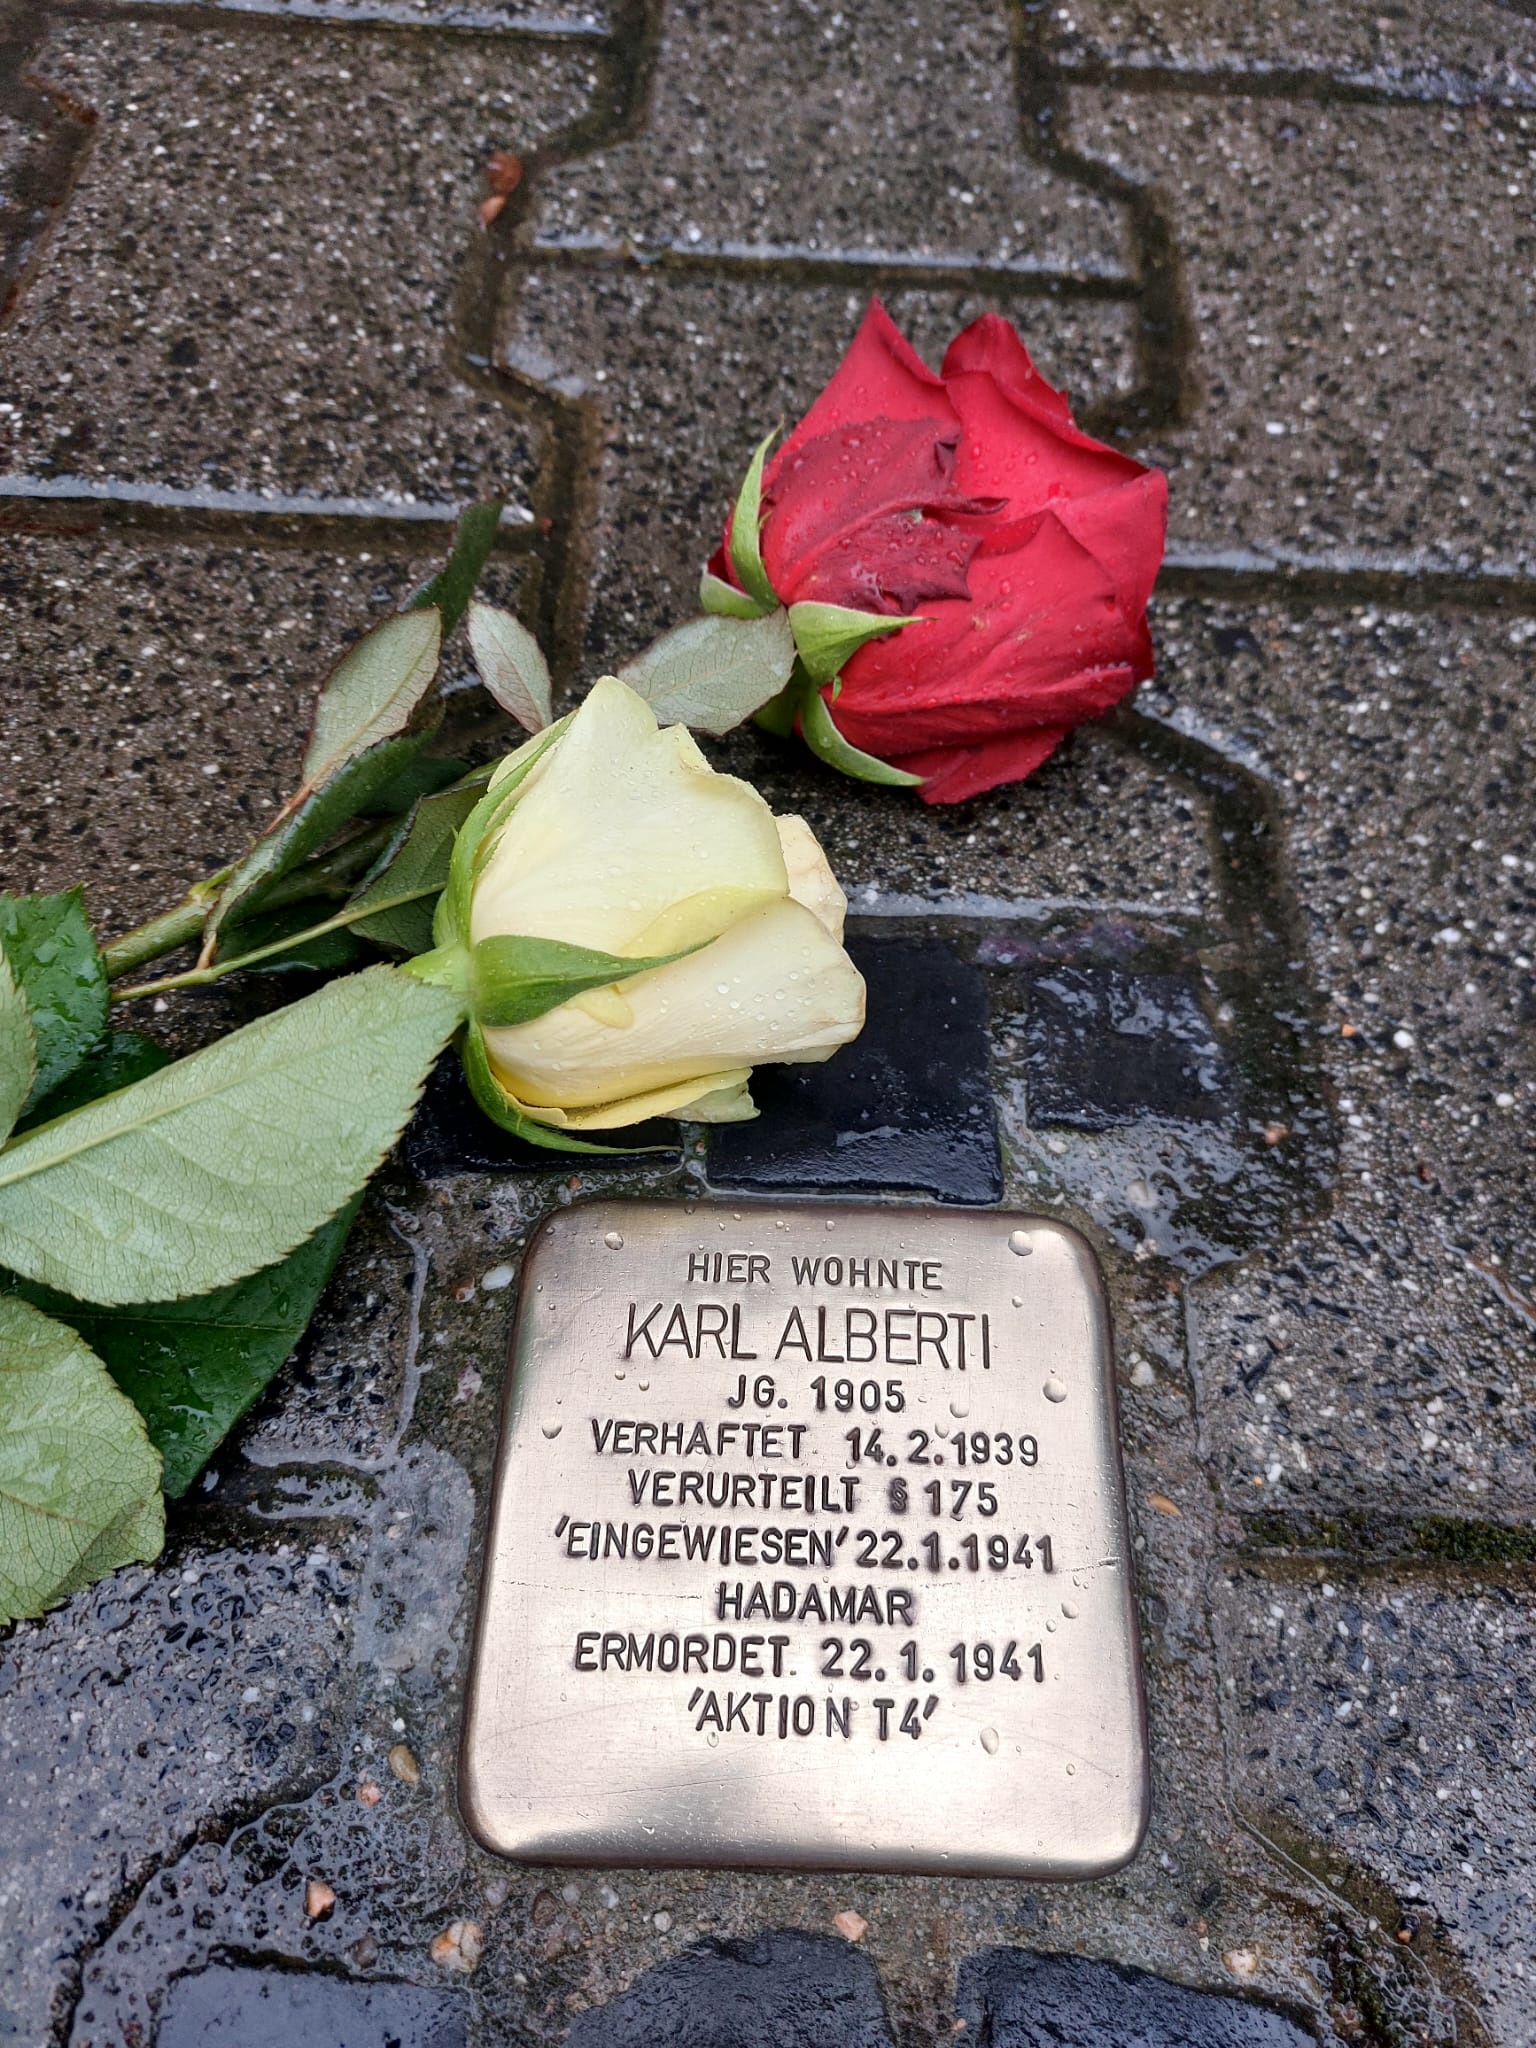 HIER WOHNTE
KARL ALBERTI
JG. 1905
VERHAFTET 14.2.1939
VERURTEILT § 175
'EINGEWIESEN' 22.1.1941
HADAMAR
ERMORDET 22.1.1941
'AKTION T4'